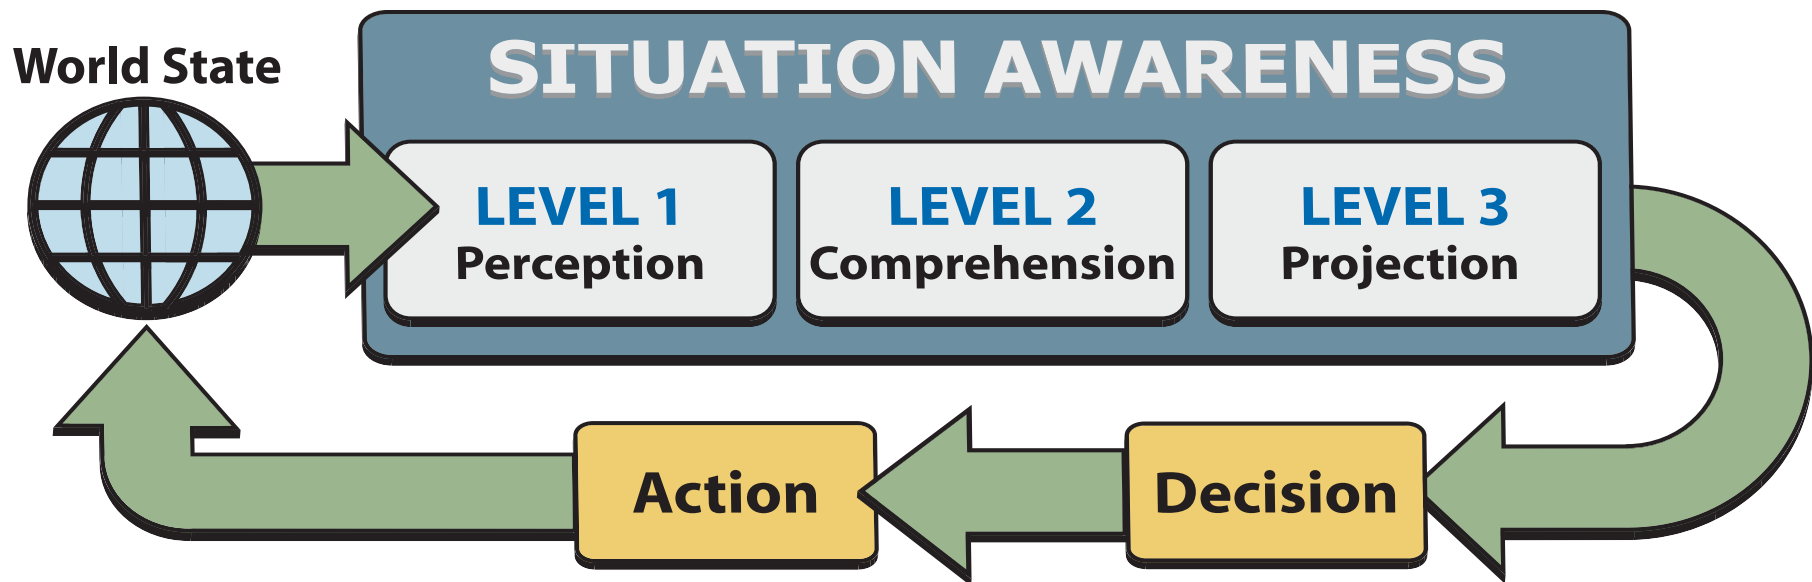 World State
SITUATION AWARENESS
LEVEL 1
Perception
LEVEL 2
Comprehension
LEVEL 3
Projection
Action
Decision